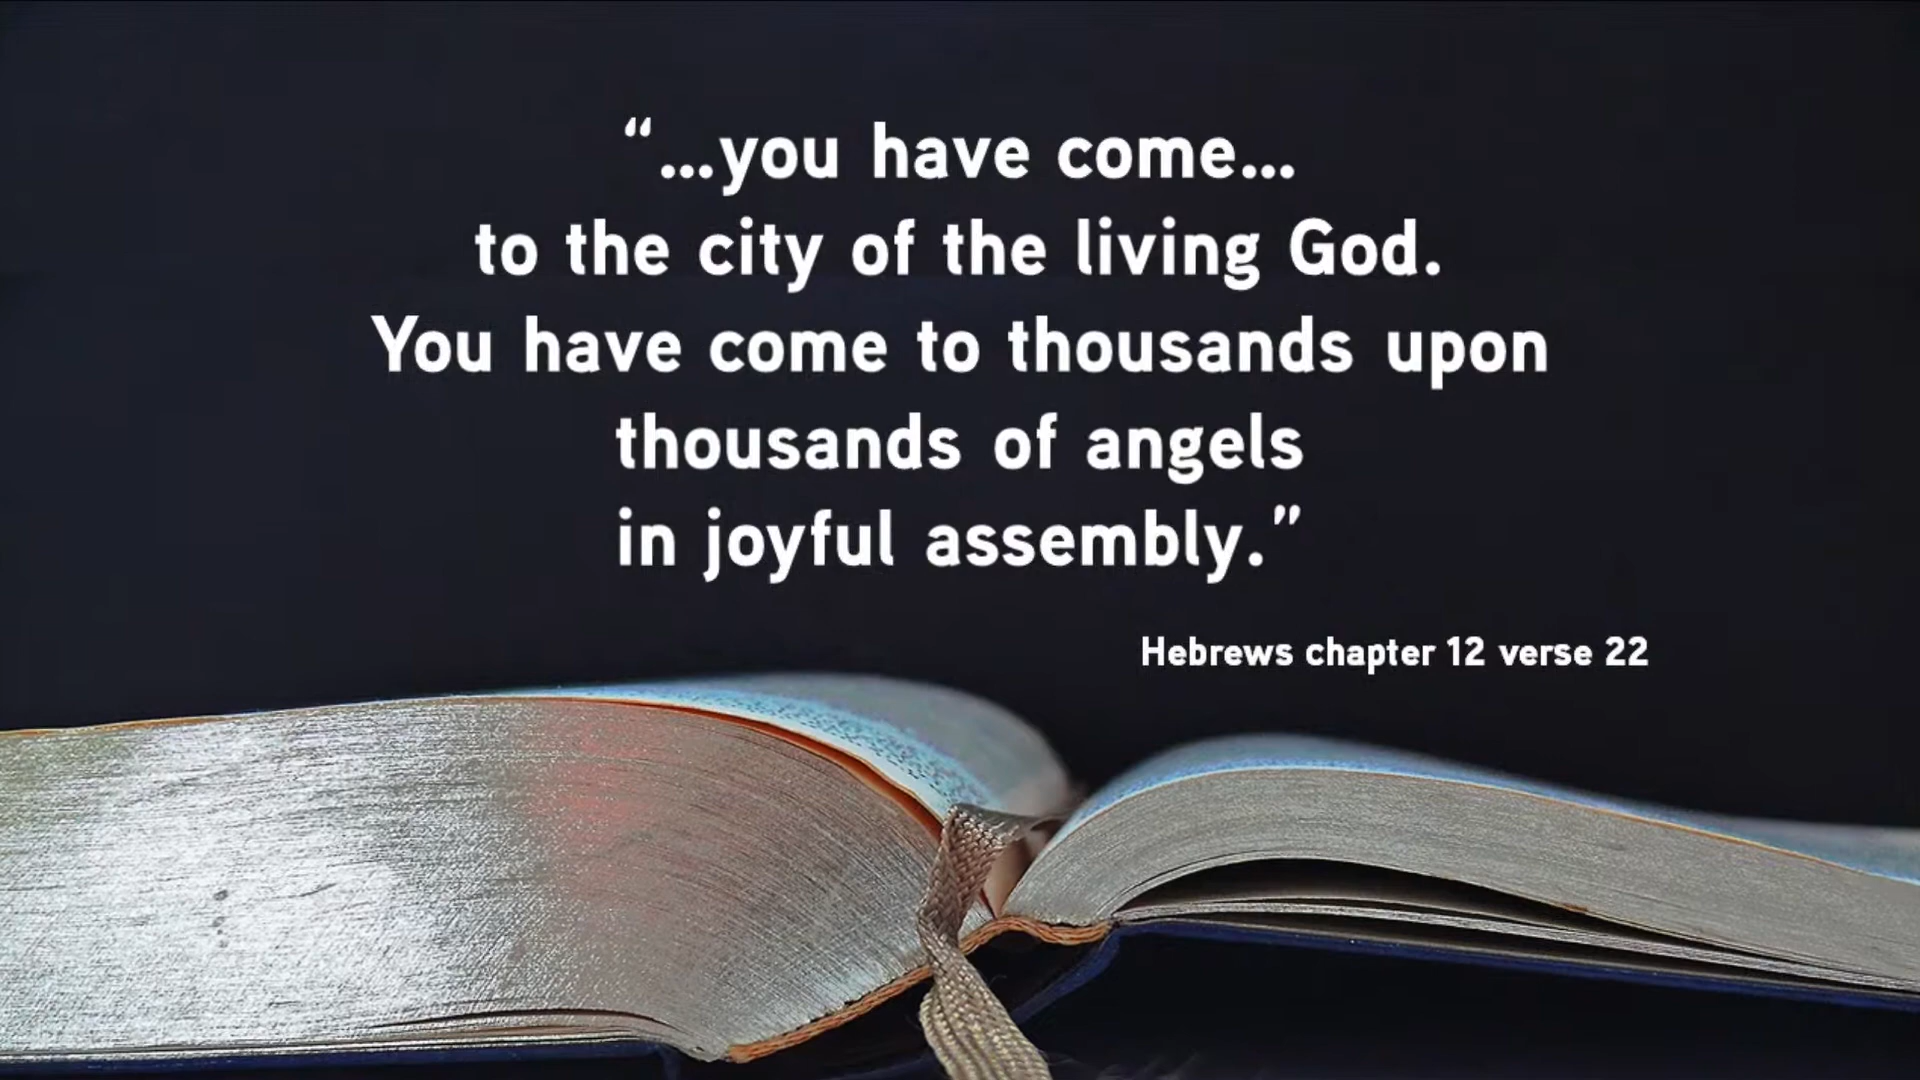 “...you have come...
to the city of the living God.
You have come to thousands upon
thousands of angels
in joyful assembly.”
Hebrews chapter 12 verse 22